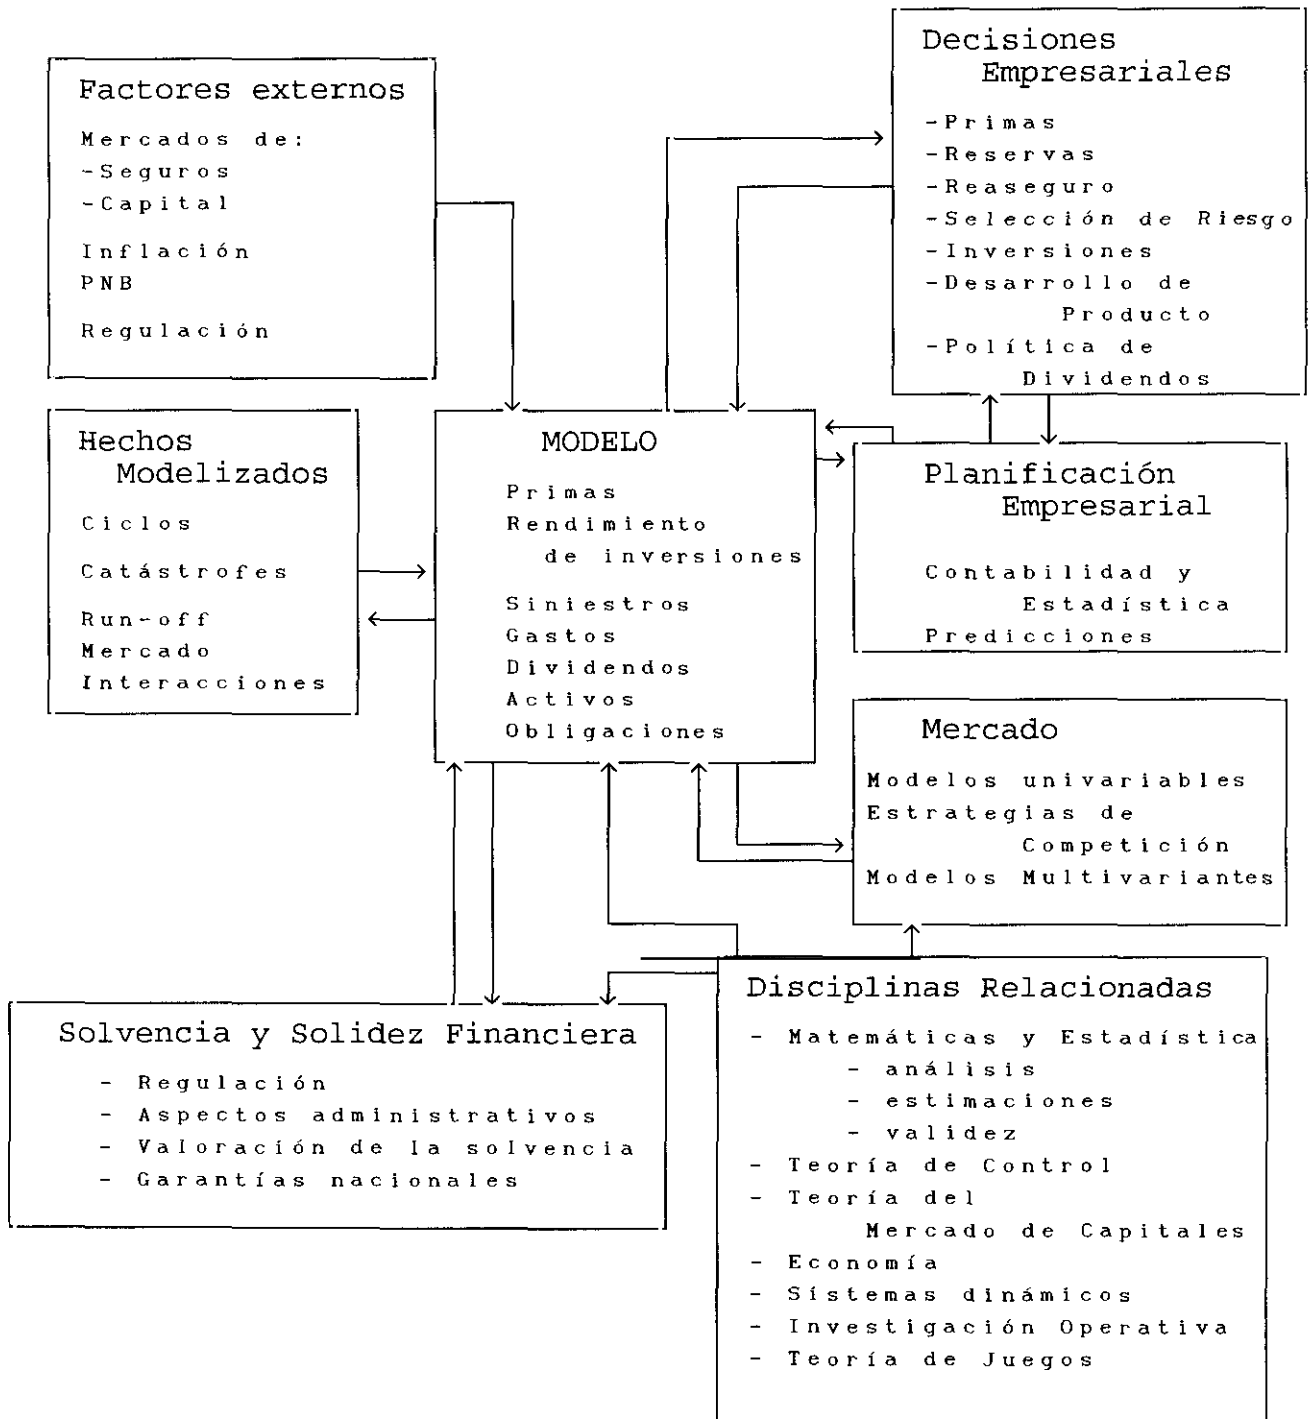 Factores externos
Mercados de:
-Seguros
-Capital
Inflación
PNB
Regulación
Decisiones
Empresariales
-Primas
-Reservas
-Reaseguro
-Selección de Riesgo
-Inversiones
-Desarrollo de
Producto
-Política de
Dividendos
Hechos
Modelizados
Ciclos
Catástrofes
Run-off
Mercado
Interacciones
MODELO
Primas
Rendimiento
de inversiones
Siniestros
Gastos
Dividendos
Activos
Obligaciones
Planificación
Empresarial
Contabilidad y
Estadística
Predicciones
Mercado
Modelos univariables
Estrategias de
Competición
Modelos Multivariantes
Solvencia y Solidez Financiera
- Regulación
- Aspectos administrativos
- Valoración de la solvencia
- Garantías nacionales
Disciplinas Relacionadas
- Matemáticas y Estadística
- análisis
- estimaciones
- validez
- Teoría de Control
- Teoría del
Mercado de Capitales
- Economía
- Sistemas dinámicos
- Investigación Operativa
- Teoría de Juegos